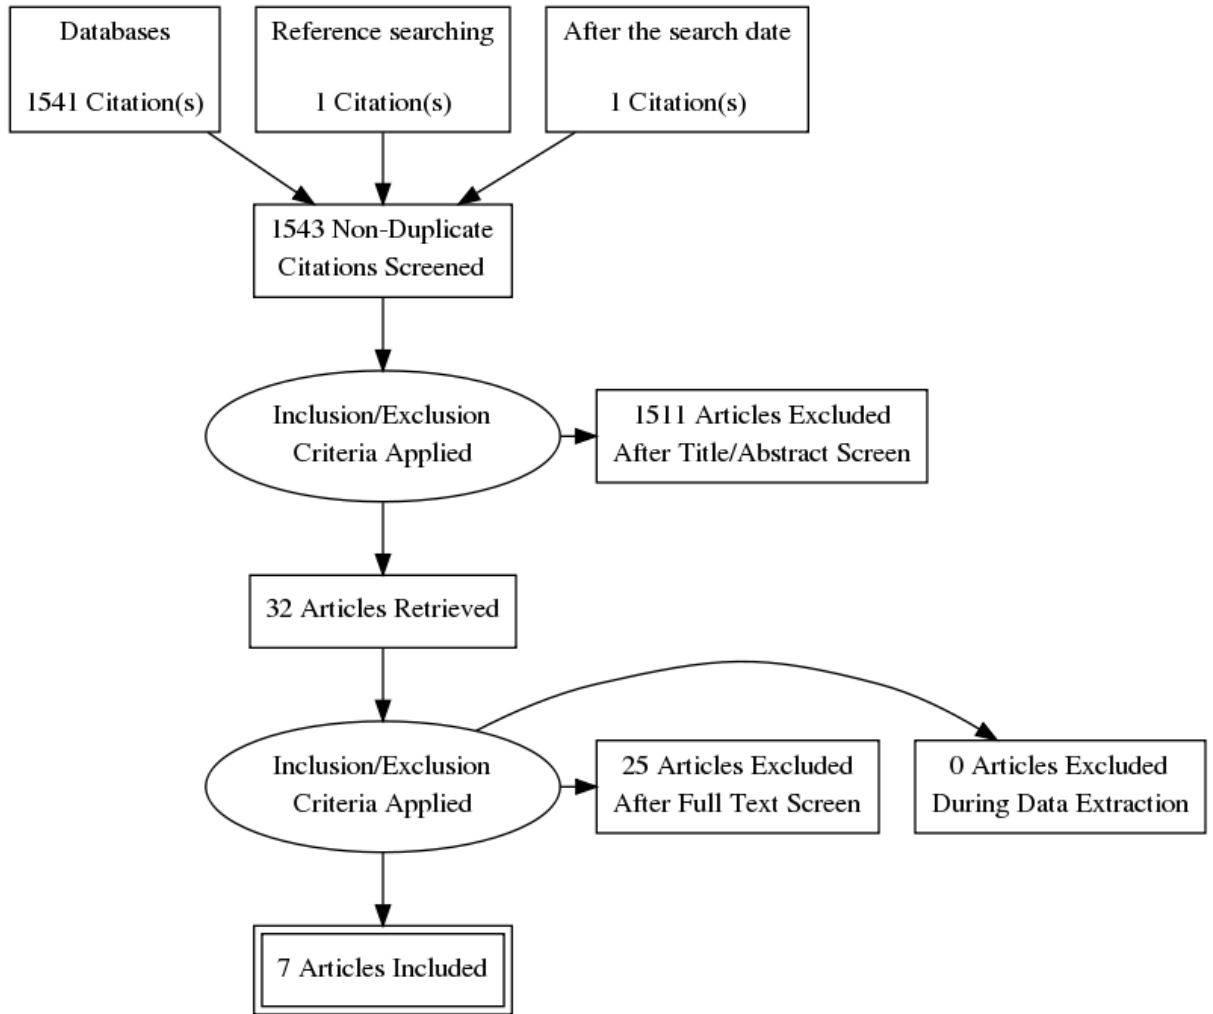 Databases
1541 Citation(s)
Reference searching
1 Citation(s)
After the search date
1 Citation(s)
1543 Non-Duplicate
Citations Screened
Inclusion/Exclusion
Criteria Applied
1511 Articles Excluded
After Title/Abstract Screen
32 Articles Retrieved
Inclusion/Exclusion
Criteria Applied
25 Articles Excluded
After Full Text Screen
0 Articles Excluded
During Data Extraction
7 Articles Included